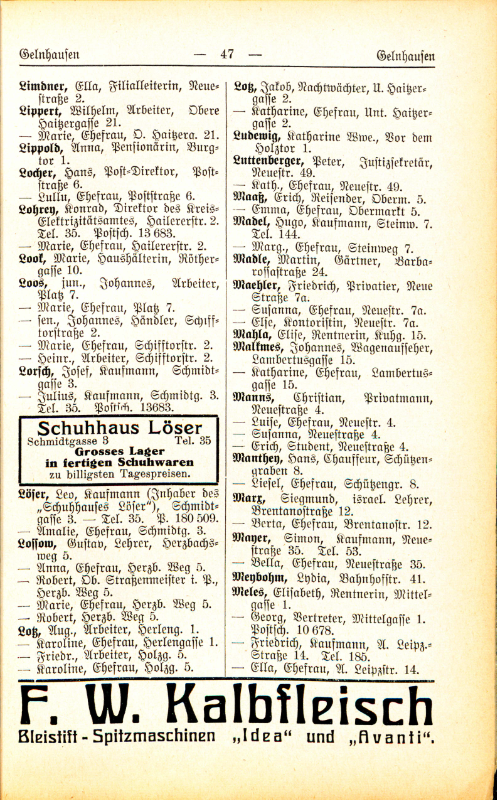 Gelnhausen — 47 — Gelnhausen
Limdner, Ella, Filialleiterin, Neue-
straße 2.
Lippert, Wilhelm, Arbeiter, Obere
Haitzergasse 21.
— Marie, Ehefrau, O. Haitzerg. 21.
Lippold, Anna, Pensionärin, Burg-
tor 1.
Locher, Hans, Post-Direktor, Post-
straße 6.
— Lullu, Ehefrau, Poststraße 6.
Lohrey, Konrad, Direktor des Kreis-
Elektrizitätsamtes, Hailererstr. 2.
Tel. 35. Postsch. 13 683.
— Marie, Ehefrau, Hailererstr. 2.
Look, Marie, Haushälterin, Röther-
gasse 10.
Loos, jun., Johannes, Arbeiter,
Platz 7.
— Marie, Ehefrau, Platz 7.
— sen., Johannes, Händler, Schiff-
torstraße 2.
— Marie, Ehefrau, Schifftorstr. 2.
— Heinr., Arbeiter, Schifftorstr. 2.
Lorsch, Josef, Kaufmann, Schmidt-
gasse 3.
— Julius, Kaufmann, Schmidtg. 3.
Tel. 35. Postsch. 13683.
Schuhhaus Löser
Schmidtgasse 3 Tel. 35
Grosses Lager
in fertigen Schuhwaren
zu billigsten Tagespreisen.
Löser, Leo, Kaufmann (Inhaber des
„Schuhhauses Löser"), Schmidt-
gasse 3. — Tel. 35. P. 180 509.
— Amalie, Ehefrau, Schmidtg. 3.
Lossow, Gustav, Lehrer, Herzbachs-
weg 5.
— Anna, Ehefrau, Herzb. Weg 5.
— Robert, Ob. Straßenmeister i. P.,
Herzb. Weg 5.
— Marie, Ehefrau, Herzb. Weg 5.
— Robert, Herzb. Weg 5.
Lotz, Aug., Arbeiter, Herleng. 1.
— Karoline, Ehefrau, Herlengasse 1.
— Friedr., Arbeiter, Holzg. 5.
— Karoline, Ehefrau, Holzg. 5.
Lotz, Jakob, Nachtwächter, U. Haitzer-
gasse 2.
— Katharine, Ehefrau, Unt. Haitzer-
gasse 2.
Ludewig, Katharine Wwe., Vor dem
Holztor 1.
Luttenberger, Peter, Justizsekretär,
Neuestr. 49.
— Kath., Ehefrau, Neuestr. 49.
Maaß, Erich, Reisender, Oberm. 5.
— Emma, Ehefrau, Obermarkt 5.
Madel, Hugo, Kaufmann, Steinw. 7.
Tel. 144.
— Marg., Ehefrau, Steinweg 7.
Madle, Martin, Gärtner, Barba-
rossastraße 24.
Maehler, Friedrich, Privatier, Neue
Straße 7a.
— Susanna, Ehefrau, Neuestr. 7a.
— Else, Kontoristin, Neuestr. 7a.
Mahla, Elise, Rentnerin, Kuhg. 15.
Malkmes, Johannes, Wagenaufseher,
Lambertusgasse 15.
— Katharine, Ehefrau, Lambertus-
gasse 15.
Manns, Christian, Privatmann,
Neuestraße 4.
— Luise, Ehefrau, Neuestr. 4.
— Susanna, Neuestraße 4.
— Erich, Student, Neuestraße 4.
Manthey, Hans, Chauffeur, Schützen-
graben 8.
— Liesel, Ehefrau, Schützengr. 8.
Marx, Siegmund, israel. Lehrer,
Brentanostraße 12.
— Berta, Ehefrau, Brentanostr. 12.
Mayer, Simon, Kaufmann, Neue-
straße 35. Tel. 53.
— Bella, Ehefrau, Neuestraße 35.
Meybohm, Lydia, Bahnhofstr. 41.
Meles, Elisabeth, Rentnerin, Mittel-
gasse 1.
— Georg, Vertreter, Mittelgasse 1.
Postsch. 10 678.
— Friedrich, Kaufmann, A. Leipz.-
Straße 14. Tel. 185.
— Ella, Ehefrau, A. Leipzstr. 14.
F. W. Kalbfleisch
Bleistift-Spitzmaschinen „Idea" und „Avanti".